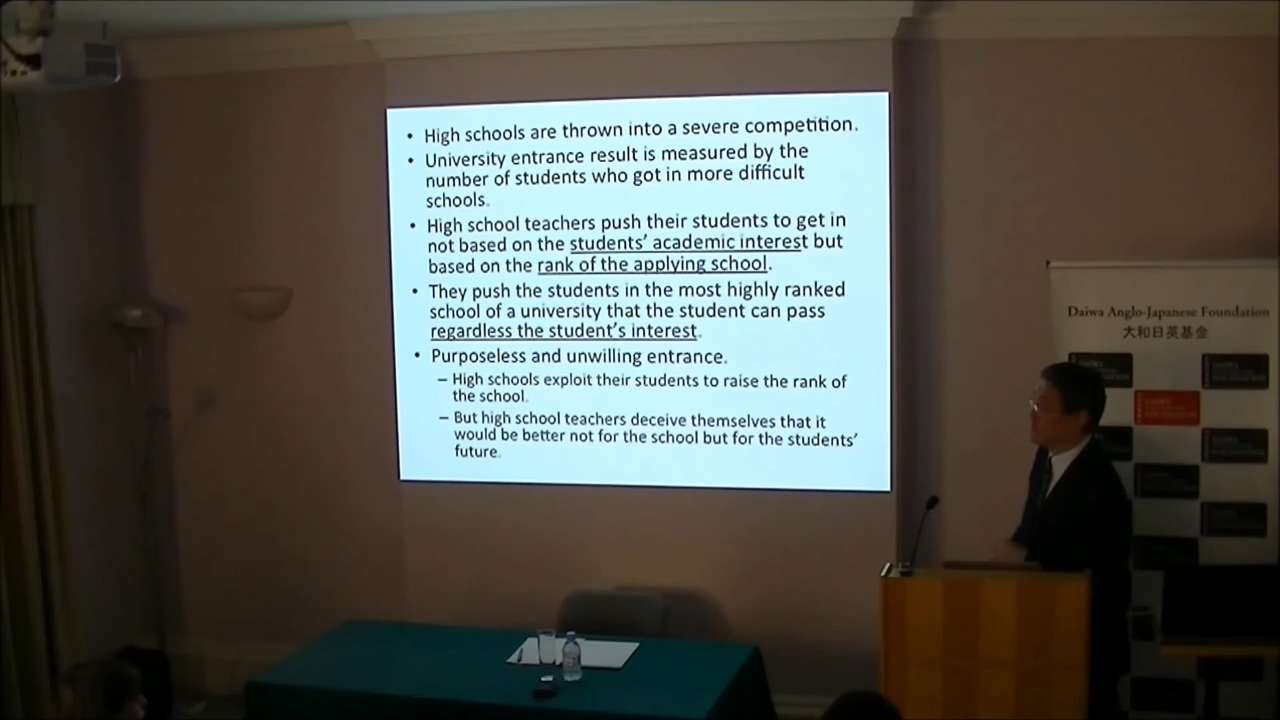 • High schools are thrown into a severe competition.
• University entrance result is measured by the
number of students who got in more difficult
schools.
• High school teachers push their students to get in
not based on the students' academic interest but
based on the rank of the applying school.
• They push the students in the most highly ranked
school of a university that the student can pass
regardless the student's interest.
• Purposeless and unwilling entrance.
– High schools exploit their students to raise the rank of
the school.
– But high school teachers deceive themselves that it
would be better not for the school but for the students'
future.
Daiwa Anglo-Japanese Foundation
大和日英基金